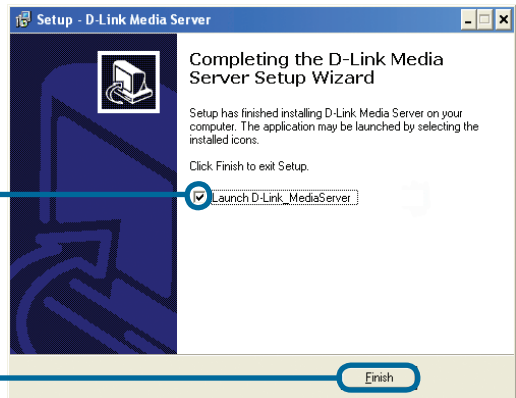 Setup - D-Link Media Server
Completing the D-Link Media
Server Setup Wizard
Setup has finished installing D-Link Media Server on your
computer. The application may be launched by selecting the
installed icons.
Click Finish to exit Setup.
Launch D-Link_MediaServer
Finish